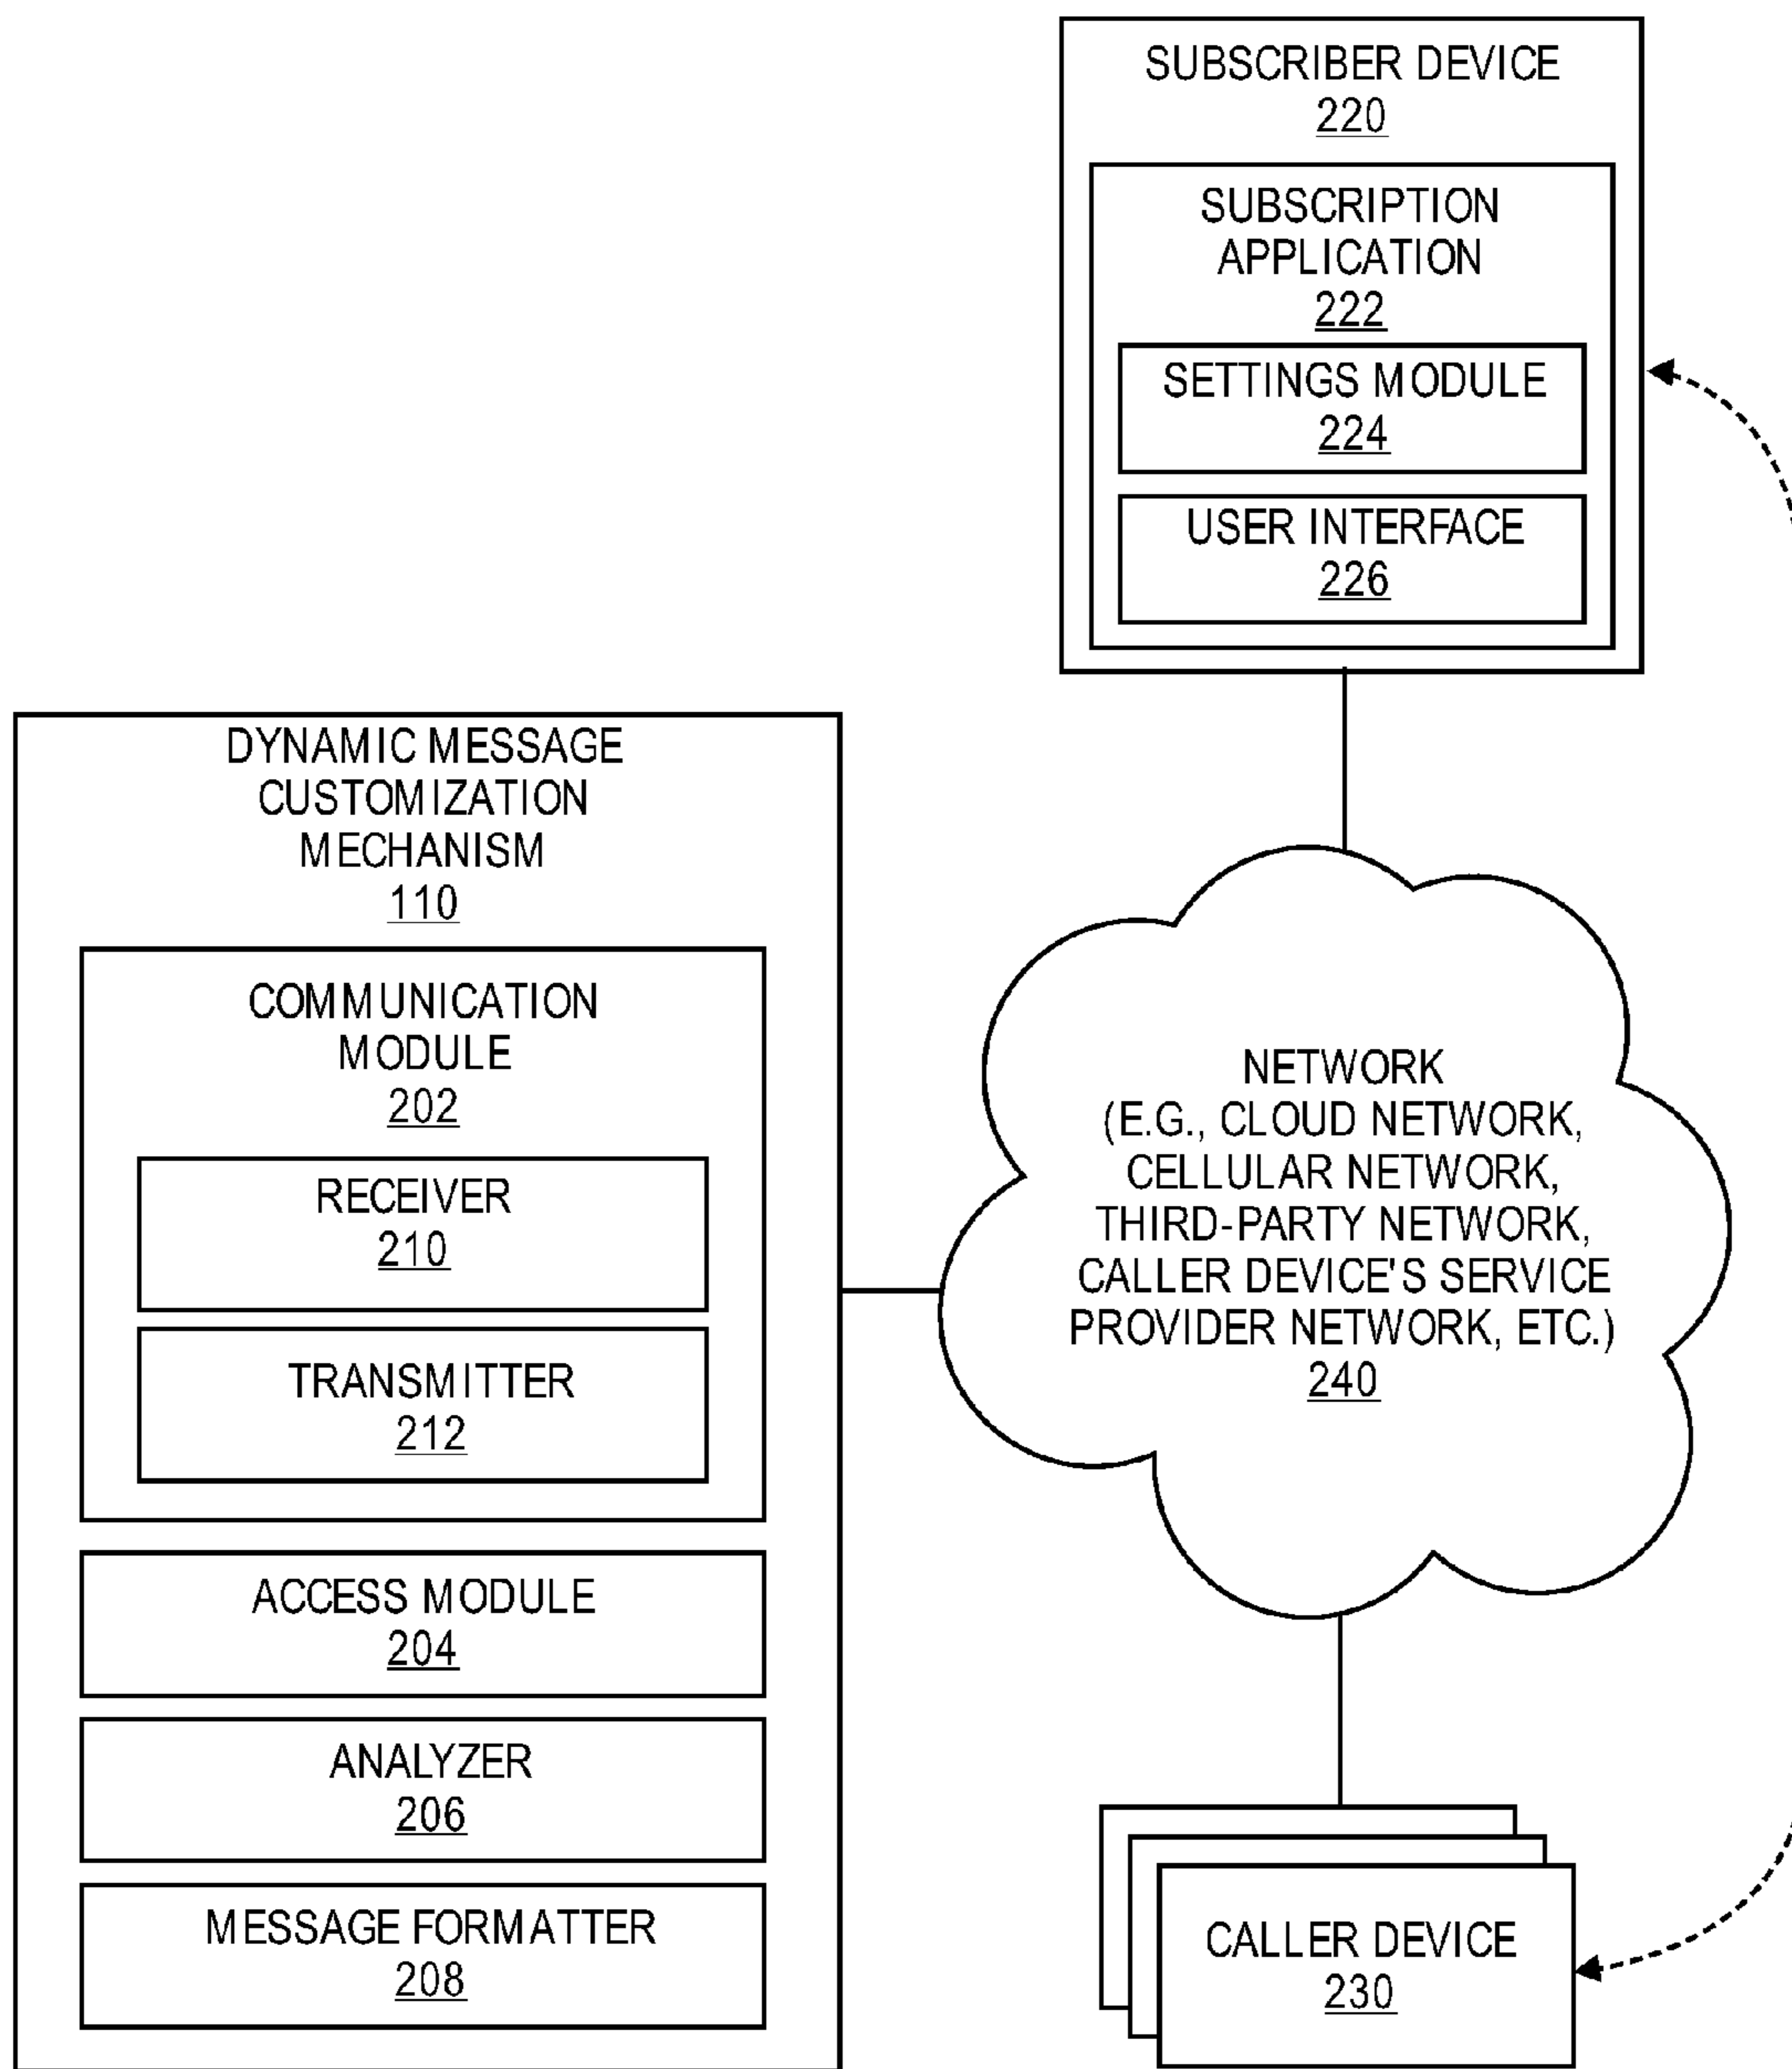 SUBSCRIBER DEVICE
220
SUBSCRIPTION
APPLICATION
222
SETTINGS MODULE
224
USER INTERFACE
226
DYNAMIC MESSAGE
CUSTOMIZATION
MECHANISM
110
COMMUNICATION
MODULE
202
RECEIVER
210
TRANSMITTER
212
ACCESS MODULE
204
ANALYZER
206
MESSAGE FORMATTER
208
NETWORK
(E.G., CLOUD NETWORK,
CELLULAR NETWORK,
THIRD-PARTY NETWORK,
CALLER DEVICE'S SERVICE
PROVIDER NETWORK, ETC.)
240
CALLER DEVICE
230